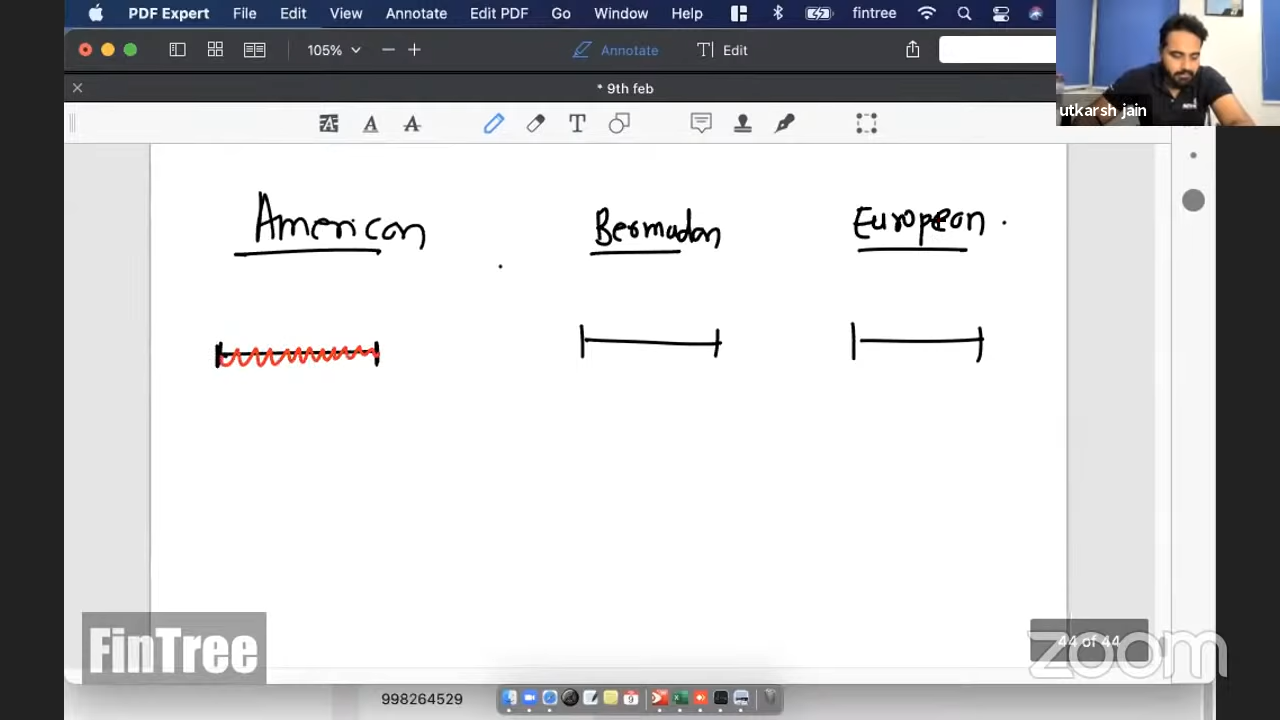 PDF Expert File Edit View Annotate Edit PDF Go Window Help fintree
105% Annotate T Edit
* 9th feb
utkarsh jain
American Bermudan European
FinTree
44 of 44
zoom
998264529